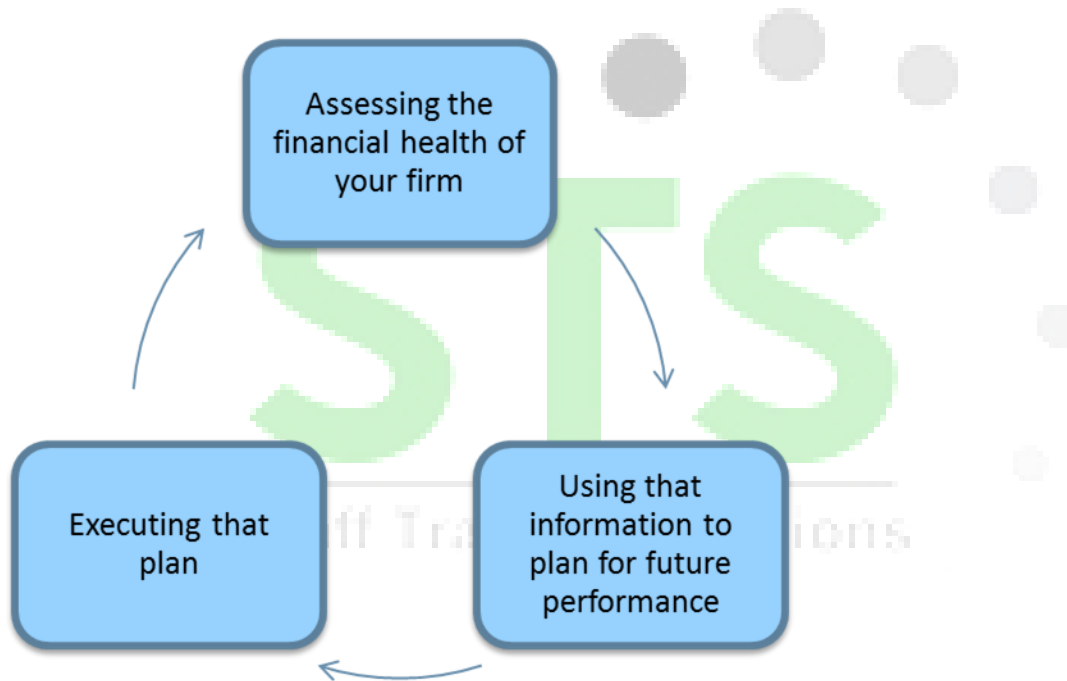 Assessing the
financial health of
your firm
STS
Executing that
plan
Using that
information to
plan for future
performance